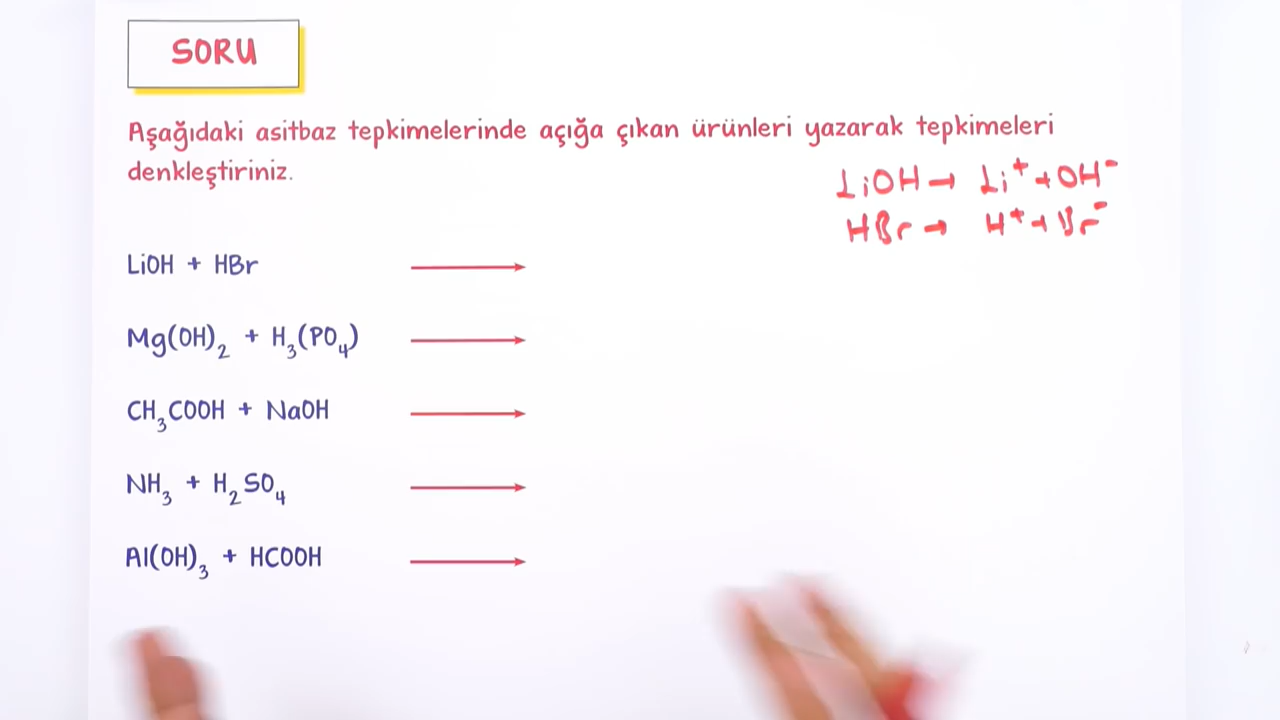 SORU
Aşağıdaki asitbaz tepkimelerinde açığa çıkan ürünleri yazarak tepkimeleri
denkleştiriniz.
LiOH → Li⁺ + OH⁻
HBr → H⁺ + Br⁻
LiOH + HBr ⟶
Mg(OH)₂ + H₃(PO₄) ⟶
CH₃COOH + NaOH ⟶
NH₃ + H₂SO₄ ⟶
Al(OH)₃ + HCOOH ⟶